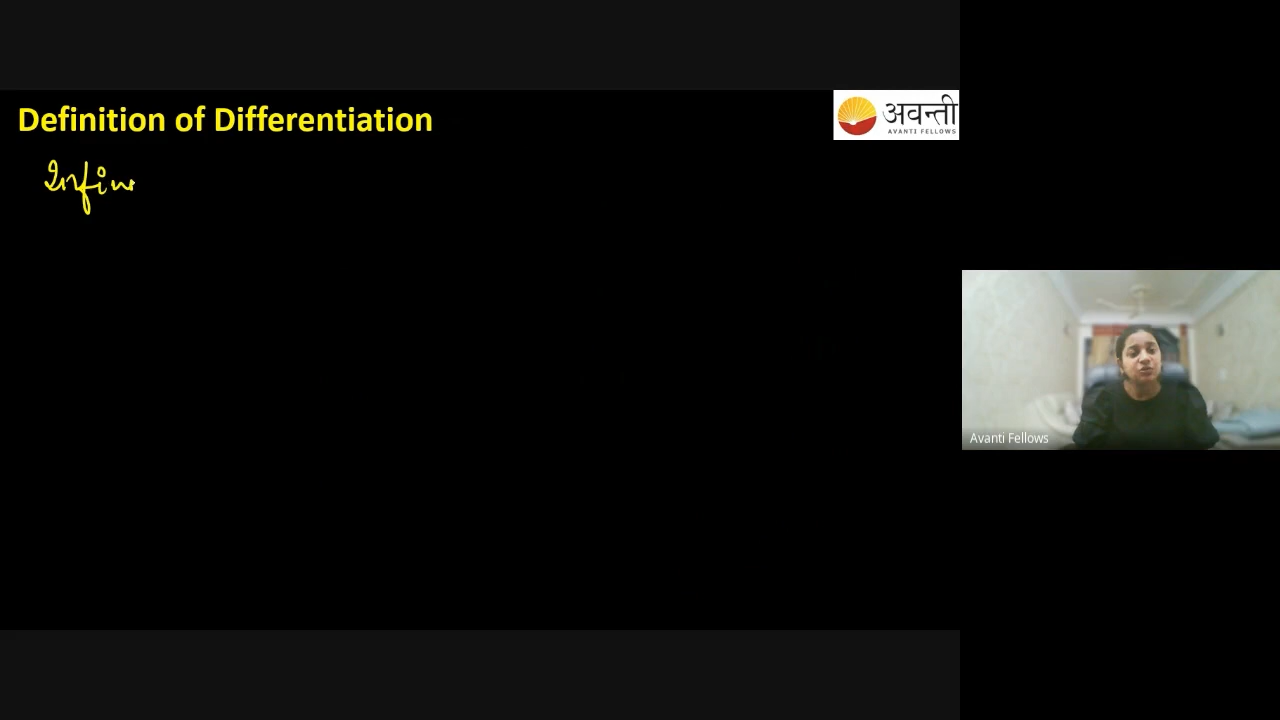 Definition of Differentiation
अवन्ती
AVANTI FELLOWS
Infin
Avanti Fellows